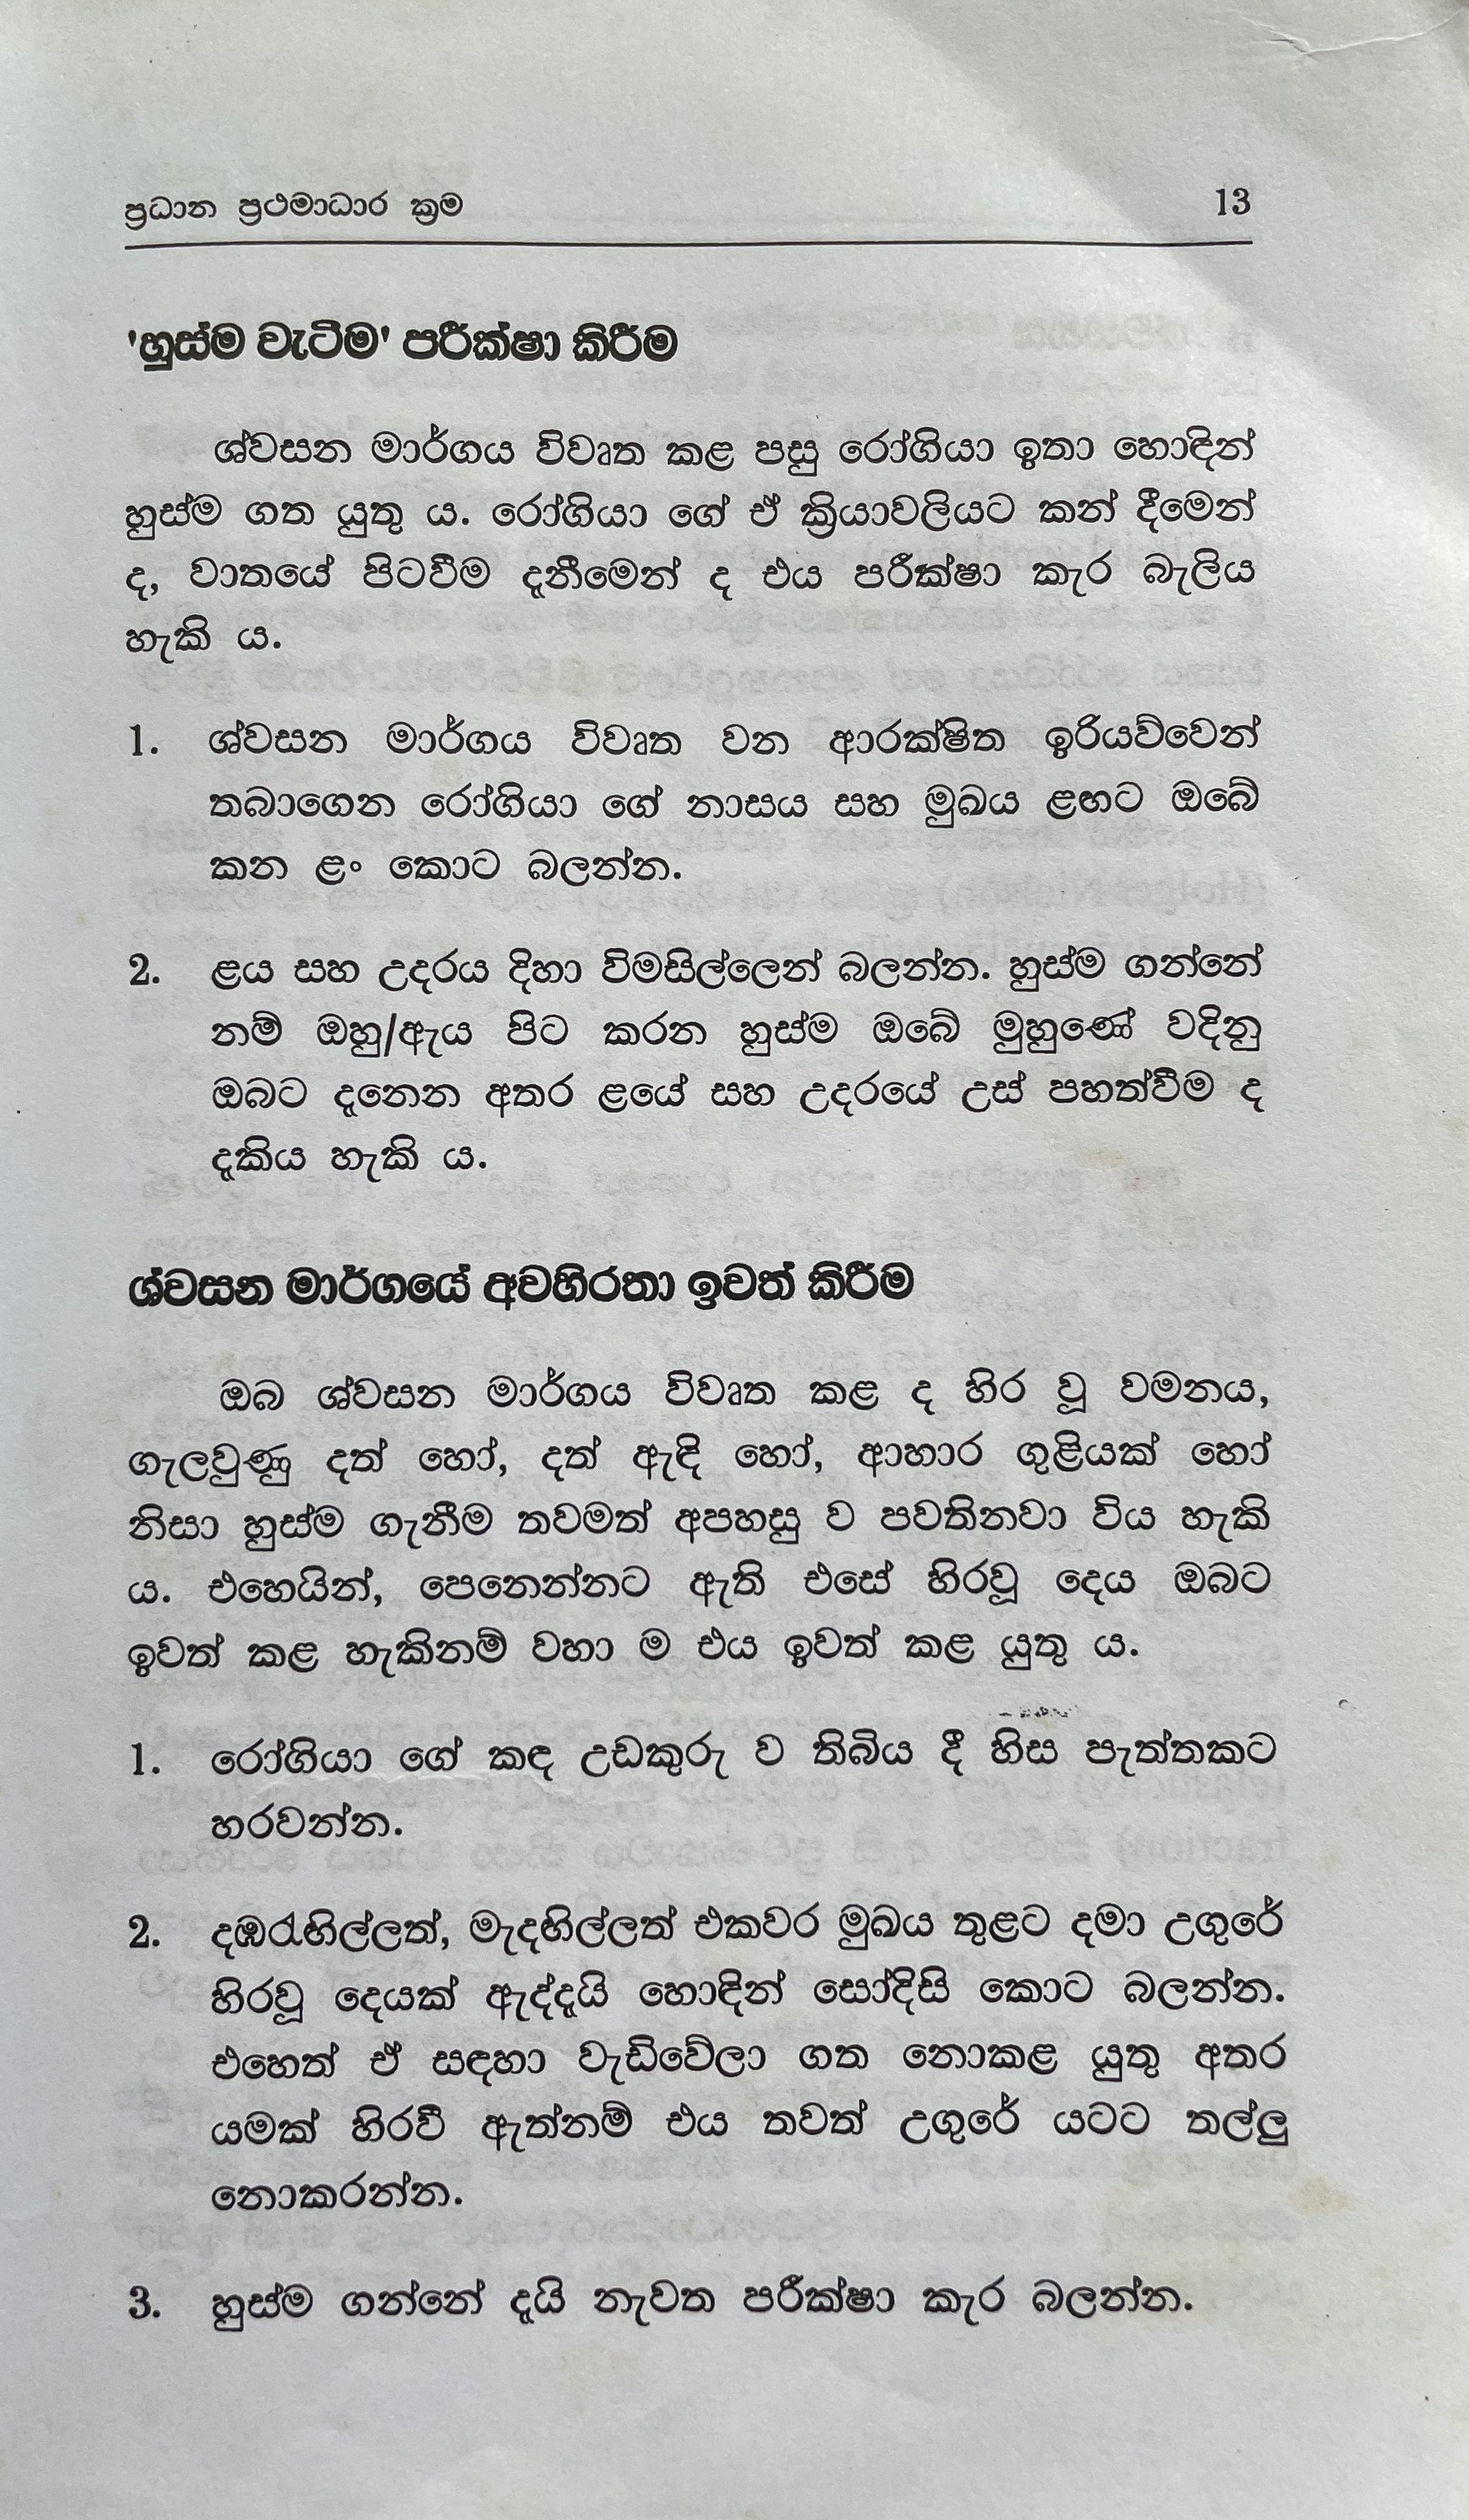 ප්‍රධාන ප්‍රථමාධාර ක්‍රම 13
'හුස්ම වැටීම' පරීක්ෂා කිරීම
ශ්වසන මාර්ගය විවෘත කළ පසු රෝගියා ඉතා හොඳින්
හුස්ම ගත යුතු ය. රෝගියා ගේ ඒ ක්‍රියාවලියට කන් දීමෙන්
ද, වාතයේ පිටවීම දැනීමෙන් ද එය පරීක්ෂා කැර බැලිය
හැකි ය.
1. ශ්වසන මාර්ගය විවෘත වන ආරක්ෂිත ඉරියව්වෙන්
තබාගෙන රෝගියා ගේ නාසය සහ මුඛය ළඟට ඔබේ
කන ළං කොට බලන්න.
2. ළය සහ උදරය දිහා විමසිල්ලෙන් බලන්න. හුස්ම ගන්නේ
නම් ඔහු/ඇය පිට කරන හුස්ම ඔබේ මුහුණේ වදිනු
ඔබට දැනෙන අතර ළයේ සහ උදරයේ උස් පහත්වීම ද
දැකිය හැකි ය.
ශ්වසන මාර්ගයේ අවහිරතා ඉවත් කිරීම
ඔබ ශ්වසන මාර්ගය විවෘත කළ ද හිර වූ වමනය,
ගැලවුණු දත් හෝ, දත් ඇඳි හෝ, ආහාර ගුළියක් හෝ
නිසා හුස්ම ගැනීම තවමත් අපහසු ව පවතිනවා විය හැකි
ය. එහෙයින්, පෙනෙන්නට ඇති එසේ හිරවූ දෙය ඔබට
ඉවත් කළ හැකිනම් වහා ම එය ඉවත් කළ යුතු ය.
1. රෝගියා ගේ කඳ උඩකුරු ව තිබිය දී හිස පැත්තකට
හරවන්න.
2. දඹරැඟිල්ලත්, මැදඟිල්ලත් එකවර මුඛය තුළට දමා උගුරේ
හිරවූ දෙයක් ඇද්දැයි හොඳින් සෝදිසි කොට බලන්න.
එහෙත් ඒ සඳහා වැඩිවේලා ගත නොකළ යුතු අතර
යමක් හිරවී ඇත්නම් එය තවත් උගුරේ යටට තල්ලු
නොකරන්න.
3. හුස්ම ගන්නේ දැයි නැවත පරීක්ෂා කැර බලන්න.